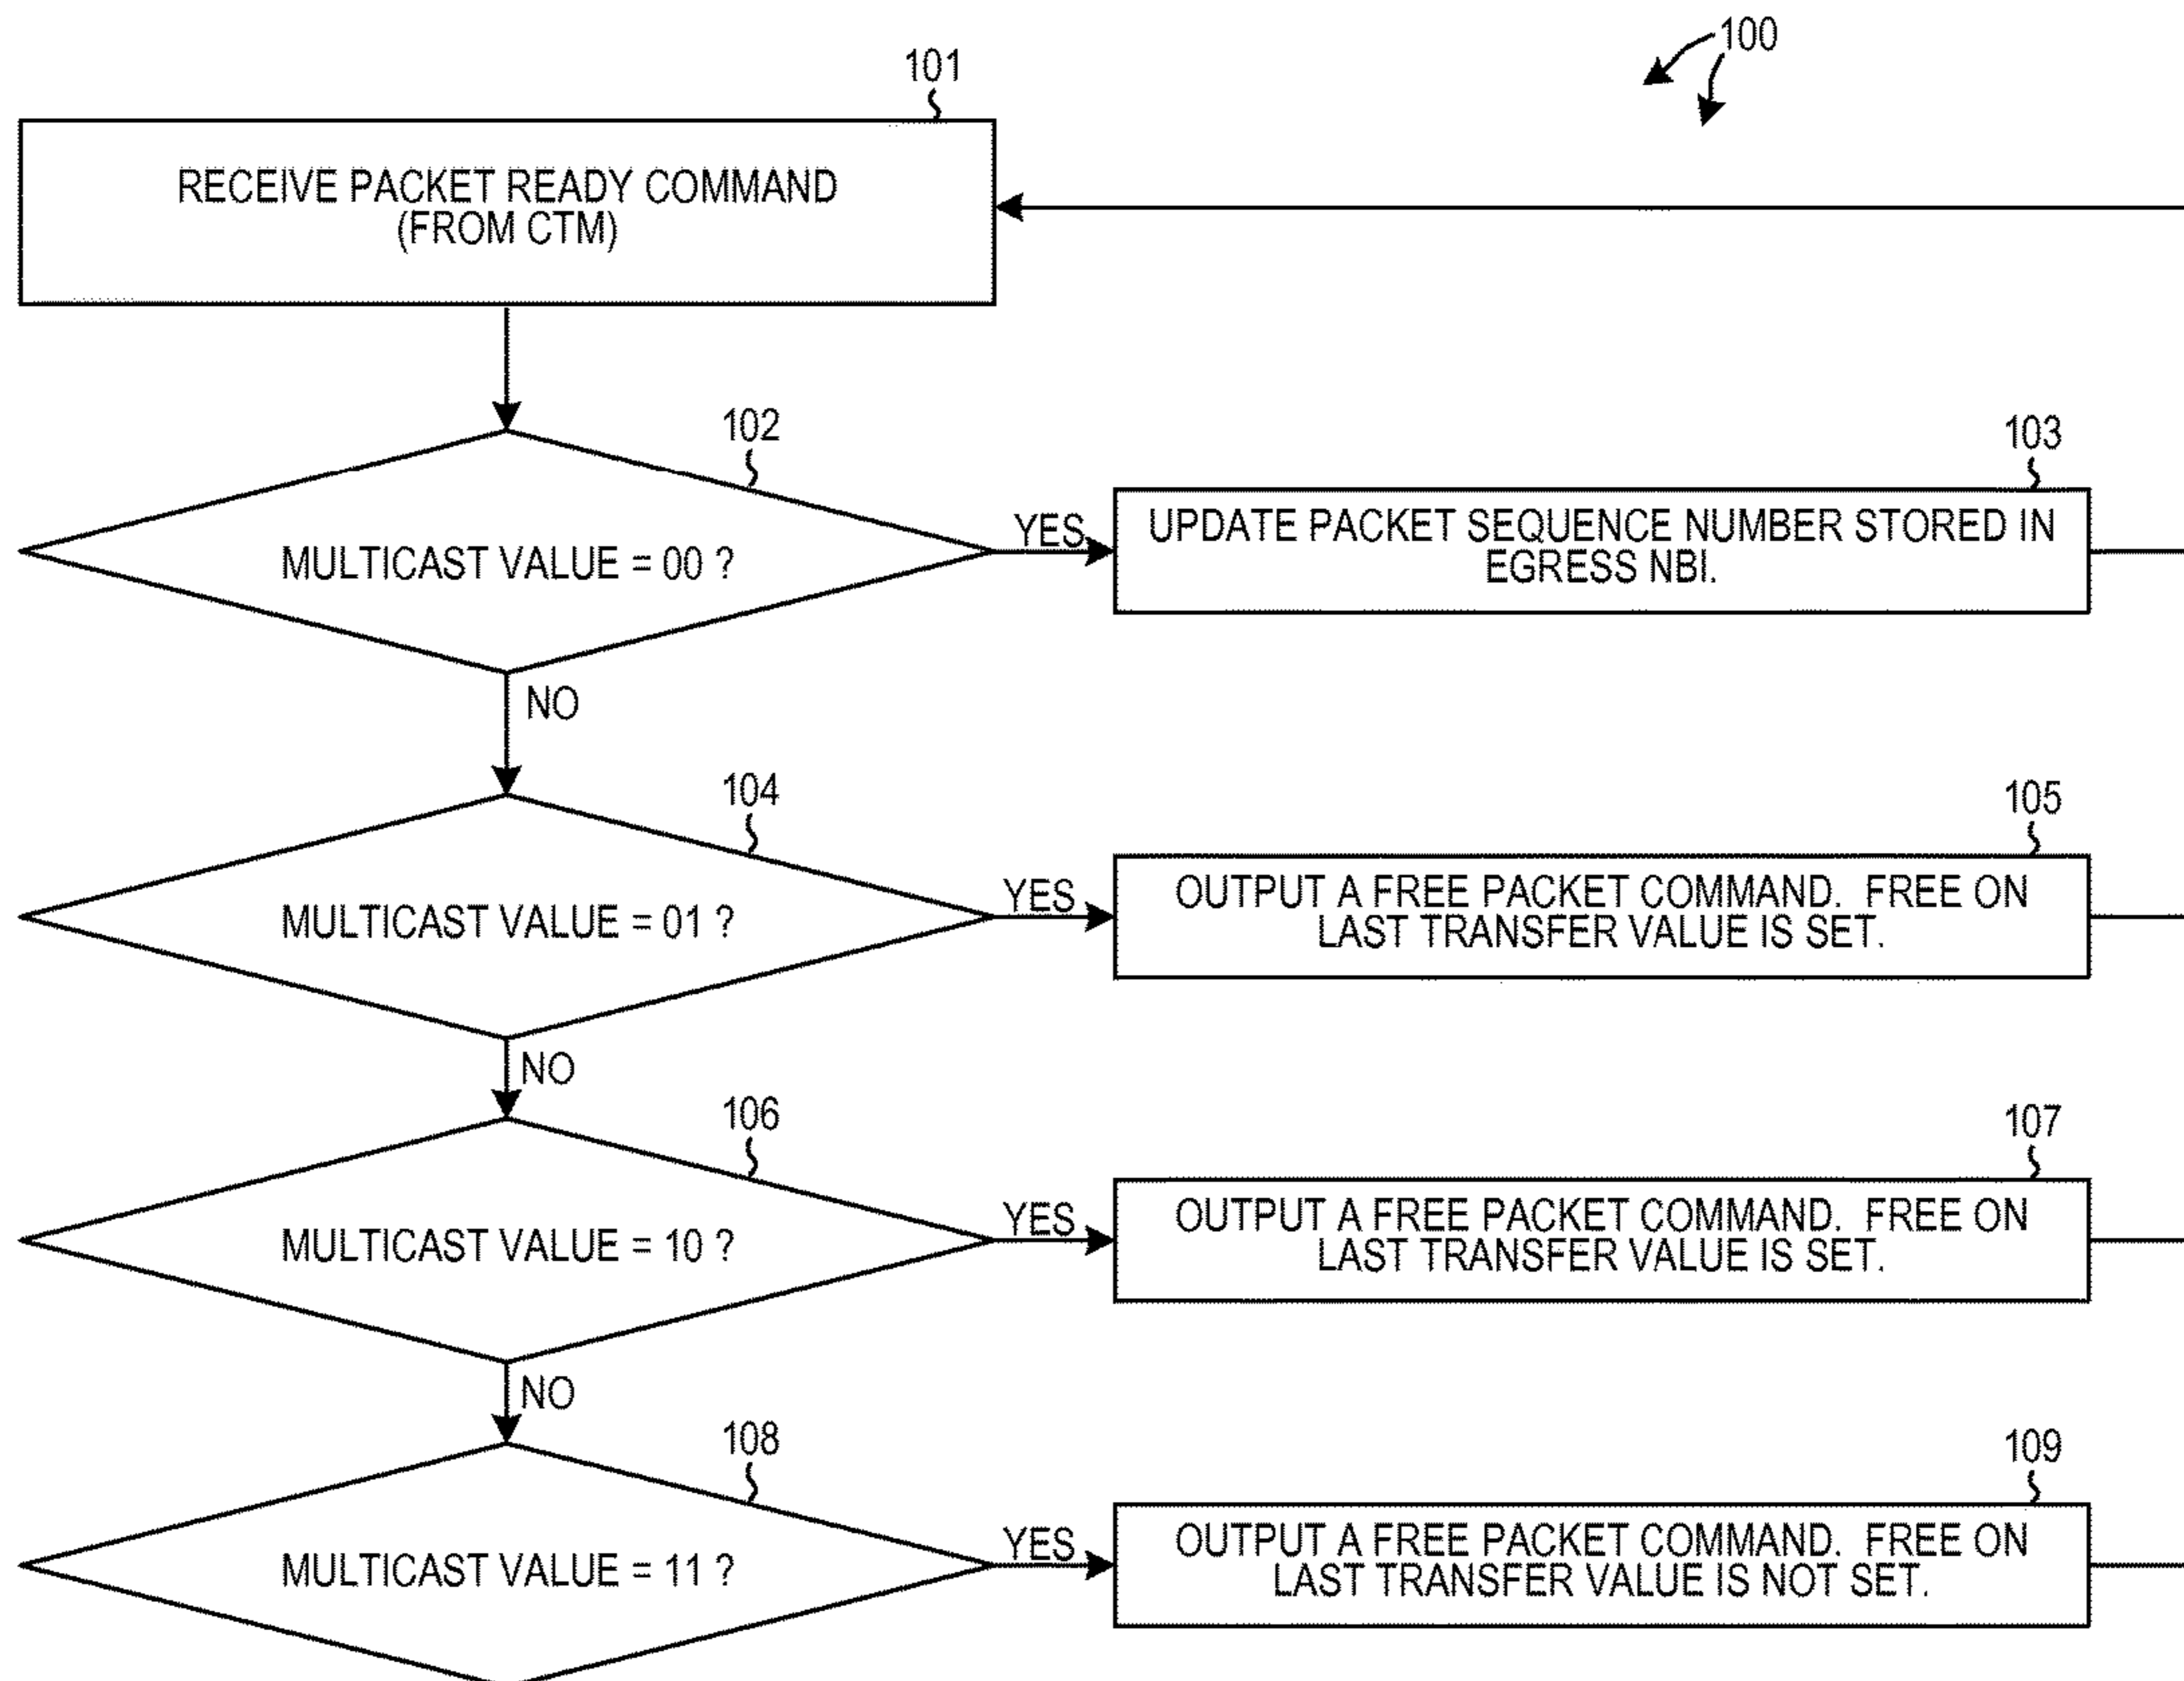 100
101
RECEIVE PACKET READY COMMAND
(FROM CTM)
102
MULTICAST VALUE = 00 ?
YES
103
UPDATE PACKET SEQUENCE NUMBER STORED IN
EGRESS NBI.
NO
104
MULTICAST VALUE = 01 ?
YES
105
OUTPUT A FREE PACKET COMMAND. FREE ON
LAST TRANSFER VALUE IS SET.
NO
106
MULTICAST VALUE = 10 ?
YES
107
OUTPUT A FREE PACKET COMMAND. FREE ON
LAST TRANSFER VALUE IS SET.
NO
108
MULTICAST VALUE = 11 ?
YES
109
OUTPUT A FREE PACKET COMMAND. FREE ON
LAST TRANSFER VALUE IS NOT SET.